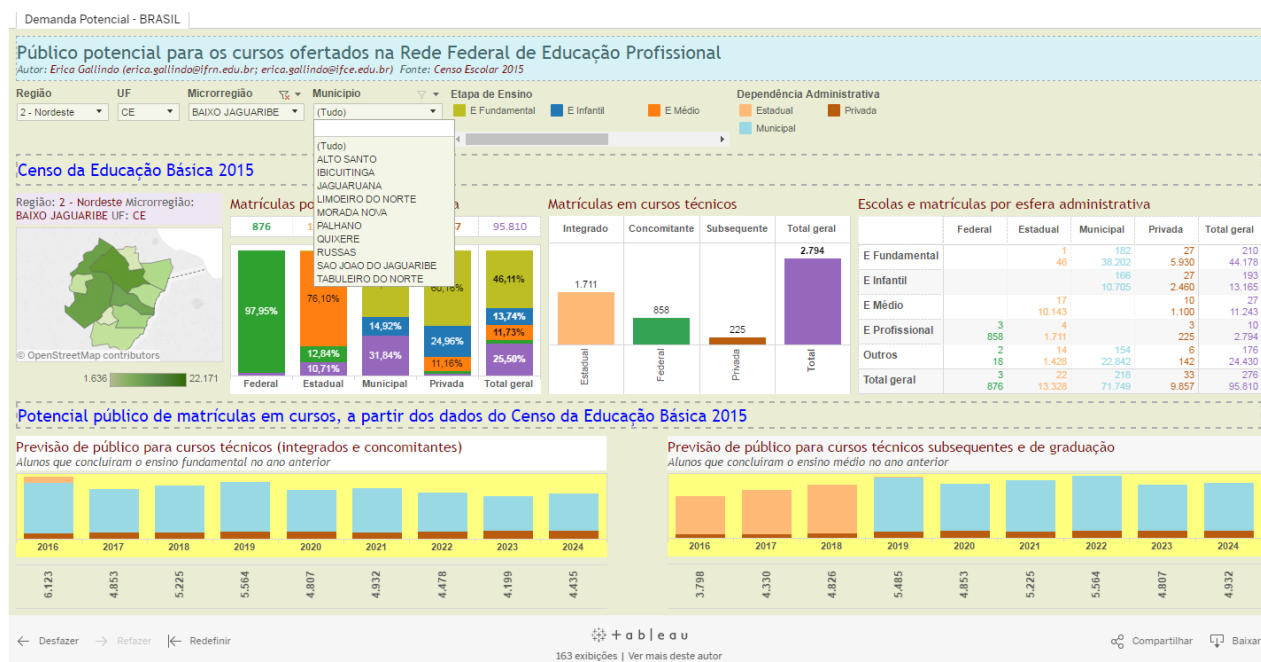 Demanda Potencial - BRASIL
Público potencial para os cursos ofertados na Rede Federal de Educação Profissional
Autor: Erica Gallindo (erica.gallindo@ifrn.edu.br; erica.gallindo@ifce.edu.br) Fonte: Censo Escolar 2015
Região UF Microrregião Município Etapa de Ensino Dependência Administrativa
2 - Nordeste CE BAIXO JAGUARIBE (Tudo) E Fundamental E Infantil E Médio Estadual Privada
Municipal
(Tudo)
ALTO SANTO
IBICUITINGA
JAGUARUANA
LIMOEIRO DO NORTE
MORADA NOVA
PALHANO
QUIXERE
RUSSAS
SAO JOAO DO JAGUARIBE
TABULEIRO DO NORTE
Censo da Educação Básica 2015
Região: 2 - Nordeste Microrregião:
BAIXO JAGUARIBE UF: CE
© OpenStreetMap contributors
1.636 22.171
Matrículas po a
876 1 7 95.810
97,95%
76,10%
12,84%
10,71%
14,92%
31,84%
60,16%
24,96%
11,16%
46,11%
13,74%
11,73%
25,50%
Federal Estadual Municipal Privada Total geral
Matrículas em cursos técnicos
Integrado Concomitante Subsequente Total geral
2.794
1.711
858
225
Estadual Federal Privada Total
Escolas e matrículas por esfera administrativa
Federal Estadual Municipal Privada Total geral
E Fundamental 1 182 27 210
46 38.202 5.930 44.178
E Infantil 166 27 193
10.705 2.460 13.165
E Médio 17 10 27
10.143 1.100 11.243
E Profissional 3 4 3 10
858 1.711 225 2.794
Outros 2 14 154 6 176
18 1.428 22.842 142 24.430
Total geral 3 22 218 33 276
876 13.328 71.749 9.857 95.810
Potencial público de matrículas em cursos, a partir dos dados do Censo da Educação Básica 2015
Previsão de público para cursos técnicos (integrados e concomitantes)
Alunos que concluiram o ensino fundamental no ano anterior
2016 2017 2018 2019 2020 2021 2022 2023 2024
6.123 4.853 5.225 5.564 4.807 4.932 4.478 4.199 4.435
Previsão de público para cursos técnicos subsequentes e de graduação
Alunos que concluiram o ensino médio no ano anterior
2016 2017 2018 2019 2020 2021 2022 2023 2024
3.798 4.330 4.826 5.485 4.853 5.225 5.564 4.807 4.932
Desfazer Refazer Redefinir
+ableau
163 exibições | Ver mais deste autor
Compartilhar Baixar